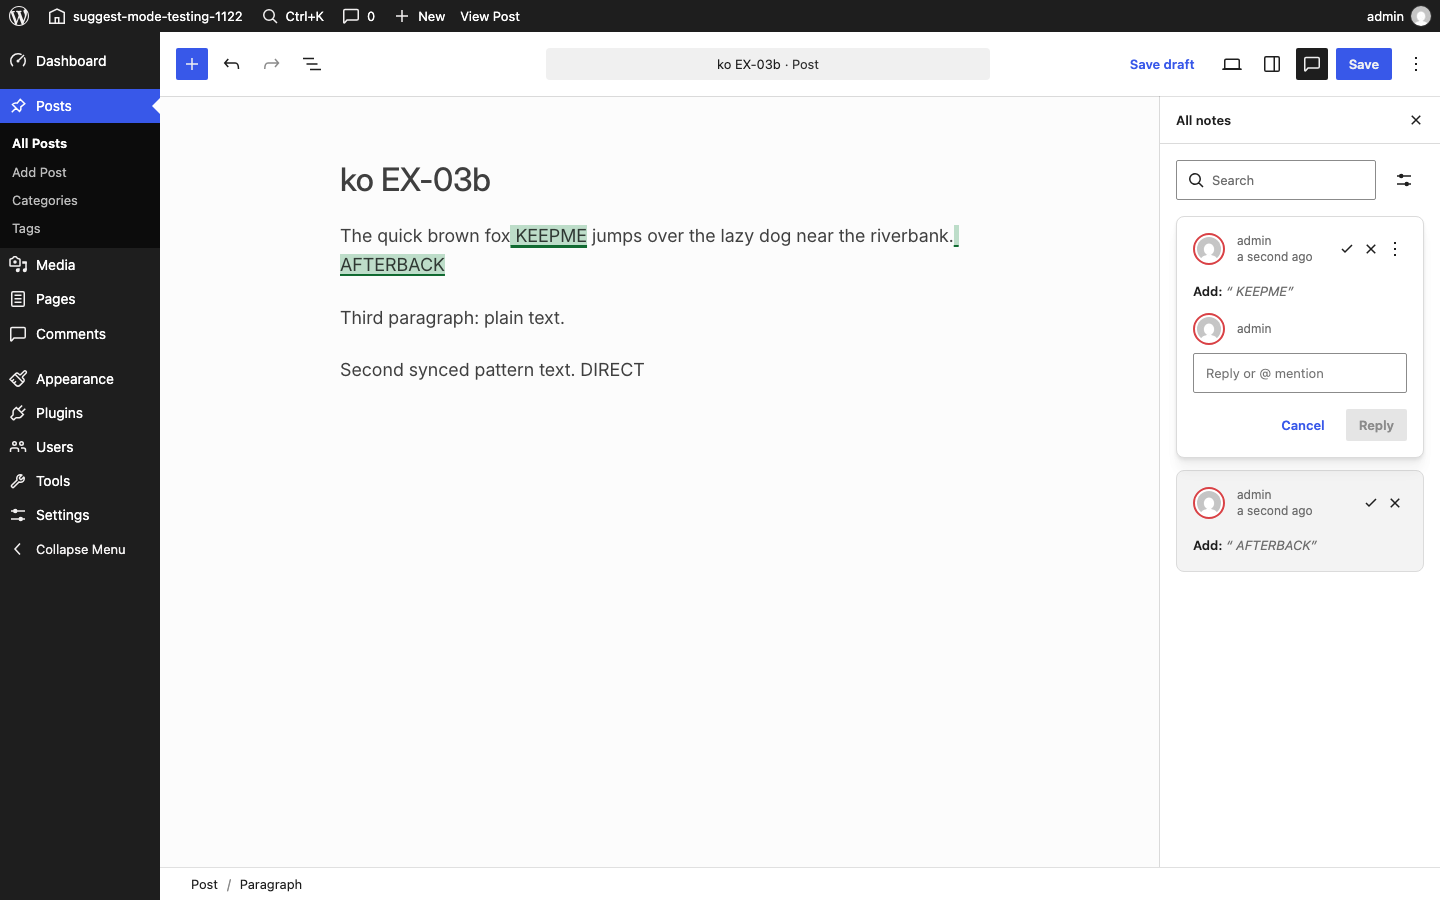 suggest-mode-testing-1122 Ctrl+K 0 New View Post admin
Dashboard
Posts
All Posts
Add Post
Categories
Tags
Media
Pages
Comments
Appearance
Plugins
Users
Tools
Settings
Collapse Menu
ko EX-03b · Post
Save draft
Save
ko EX-03b
The quick brown fox KEEPME jumps over the lazy dog near the riverbank.
AFTERBACK
Third paragraph: plain text.
Second synced pattern text. DIRECT
All notes
Search
admin
a second ago
Add: “ KEEPME”
admin
Reply or @ mention
Cancel Reply
admin
a second ago
Add: “ AFTERBACK”
Post / Paragraph